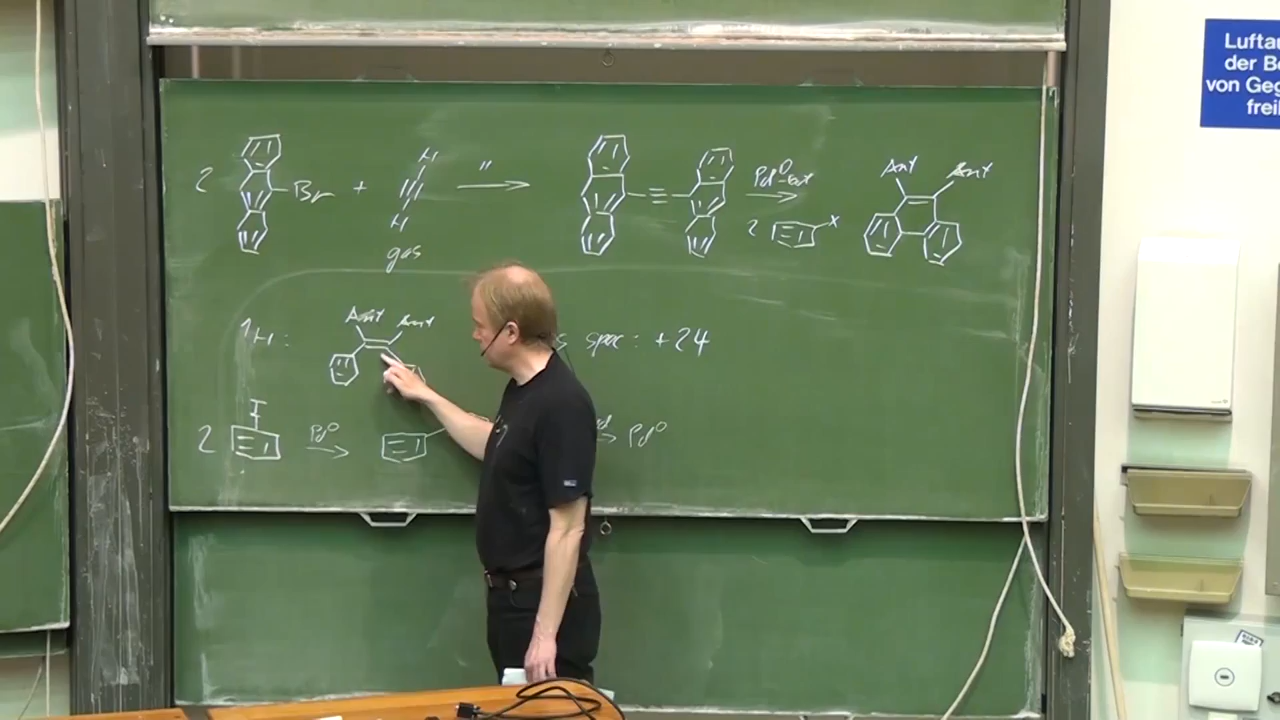 2 Br + H H " Pd⁰-cat 2 X Ant Ant
gas
1H: Ant Ant spec: +24
2 I Pd⁰ Pd⁰
Luftau
der Be
von Geg
frei